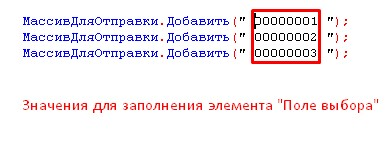 МассивДляОтправки.Добавить(" 00000001 ");
МассивДляОтправки.Добавить(" 00000002 ");
МассивДляОтправки.Добавить(" 00000003 ");
Значения для заполнения элемента "Поле выбора"